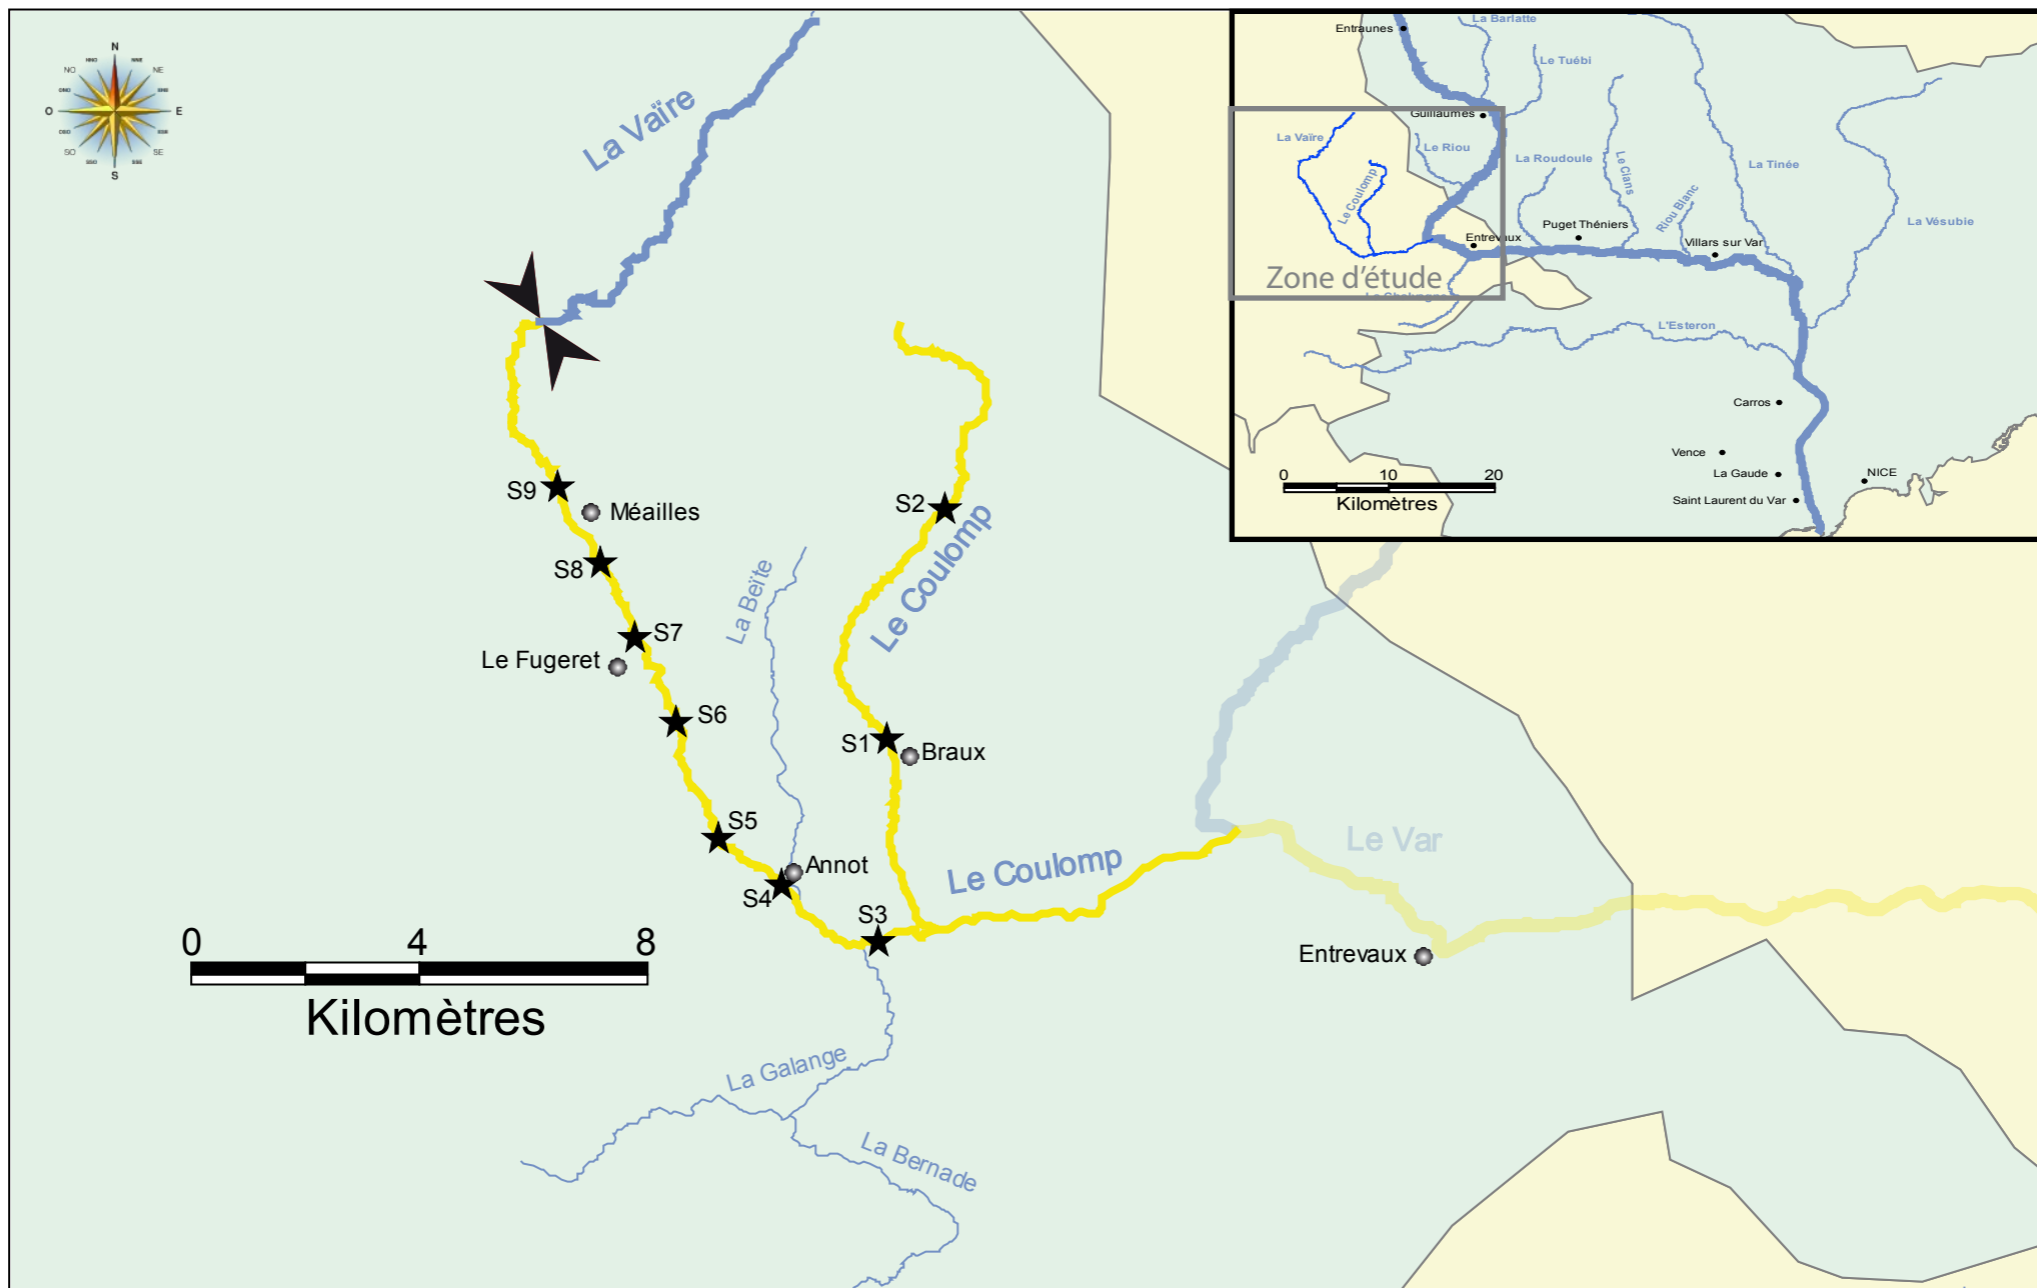 N
NNO
NNE
NO
NE
O
E
SO
SE
SSO
SSE
S
La Vaïre
S9
Méailles
S8
S7
Le Fugeret
S6
S5
S4
Annot
S3
S2
Le Coulomp
La Beïte
S1
Braux
Le Coulomp
Le Var
Entrevaux
0 4 8
Kilomètres
La Galange
La Bernade
La Barlatte
Entraunes
Le Tuébi
Guillaumes
La Vaïre
Le Riou
La Roudoule
Le Cians
La Tinée
Le Coulomp
Riou Blanc
La Vésubie
Puget Théniers
Entrevaux
Villars sur Var
Zone d'étude
L'Esteron
Carros
0 10 20
Kilomètres
Vence
La Gaude
NICE
Saint Laurent du Var